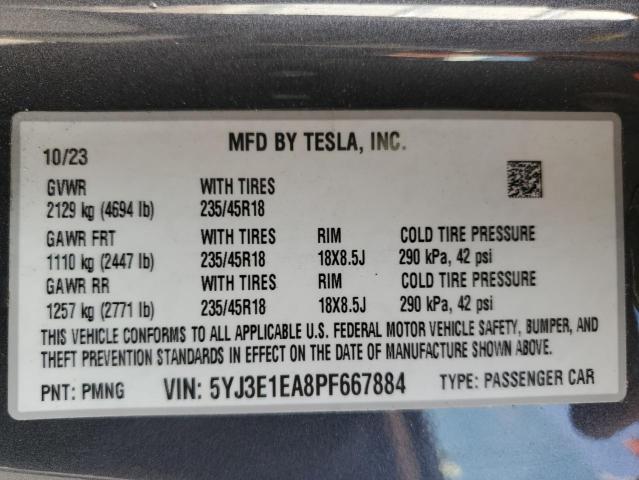 MFD BY TESLA, INC.
10/23
GVWR WITH TIRES
2129 kg (4694 lb) 235/45R18
GAWR FRT WITH TIRES RIM COLD TIRE PRESSURE
1110 kg (2447 lb) 235/45R18 18X8.5J 290 kPa, 42 psi
GAWR RR WITH TIRES RIM COLD TIRE PRESSURE
1257 kg (2771 lb) 235/45R18 18X8.5J 290 kPa, 42 psi
THIS VEHICLE CONFORMS TO ALL APPLICABLE U.S. FEDERAL MOTOR VEHICLE SAFETY, BUMPER, AND
THEFT PREVENTION STANDARDS IN EFFECT ON THE DATE OF MANUFACTURE SHOWN ABOVE.
PNT: PMNG VIN: 5YJ3E1EA8PF667884 TYPE: PASSENGER CAR